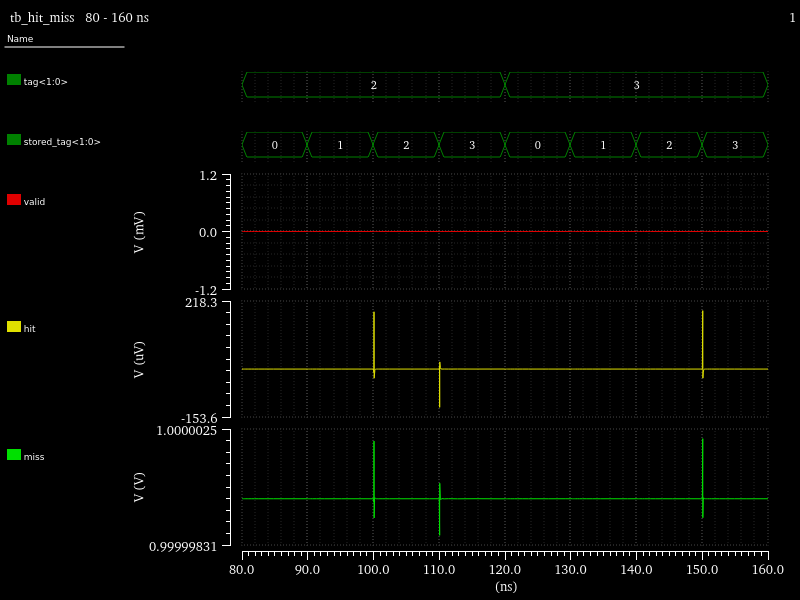 tb_hit_miss 80 - 160 ns 1
Name
tag<1:0> 2 3
stored_tag<1:0> 0 1 2 3 0 1 2 3
valid
V (mV)
1.2
0.0
-1.2
hit
V (uV)
218.3
-153.6
miss
V (V)
1.0000025
0.99999831
80.0 90.0 100.0 110.0 120.0 130.0 140.0 150.0 160.0
(ns)